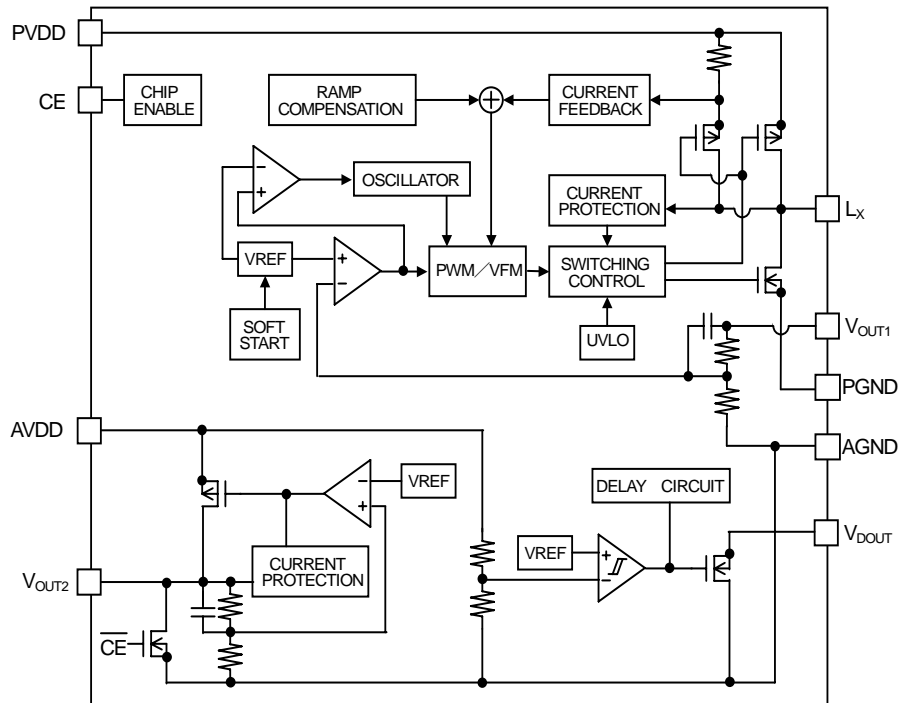 PVDD
CE
CHIP
ENABLE
RAMP
COMPENSATION
+
CURRENT
FEEDBACK
−
+
OSCILLATOR
CURRENT
PROTECTION
LX
VREF
+
−
PWM/VFM
SWITCHING
CONTROL
SOFT
START
UVLO
VOUT1
PGND
AVDD
AGND
−
+
VREF
DELAY CIRCUIT
CURRENT
PROTECTION
VREF
+
−
VDOUT
VOUT2
C̅E̅